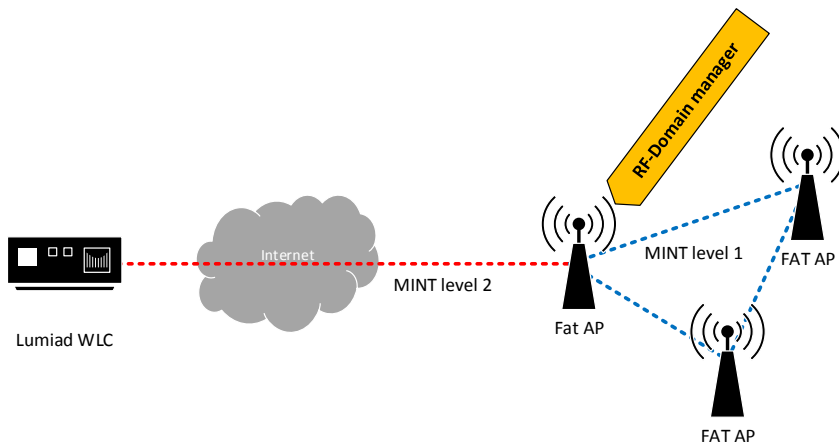 RF-Domain manager
Internet
MINT level 1
FAT AP
MINT level 2
Lumiad WLC
Fat AP
FAT AP